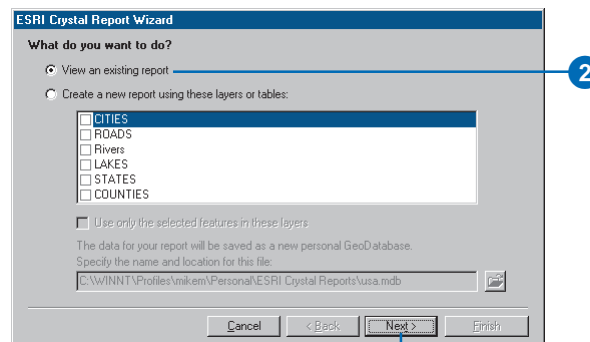 ESRI Crystal Report Wizard
What do you want to do?
View an existing report
2
Create a new report using these layers or tables:
CITIES
ROADS
Rivers
LAKES
STATES
COUNTIES
Use only the selected features in these layers
The data for your report will be saved as a new personal GeoDatabase.
Specify the name and location for this file:
C:\WINNT\Profiles\mikem\Personal\ESRI Crystal Reports\usa.mdb
Cancel < Back Next > Finish